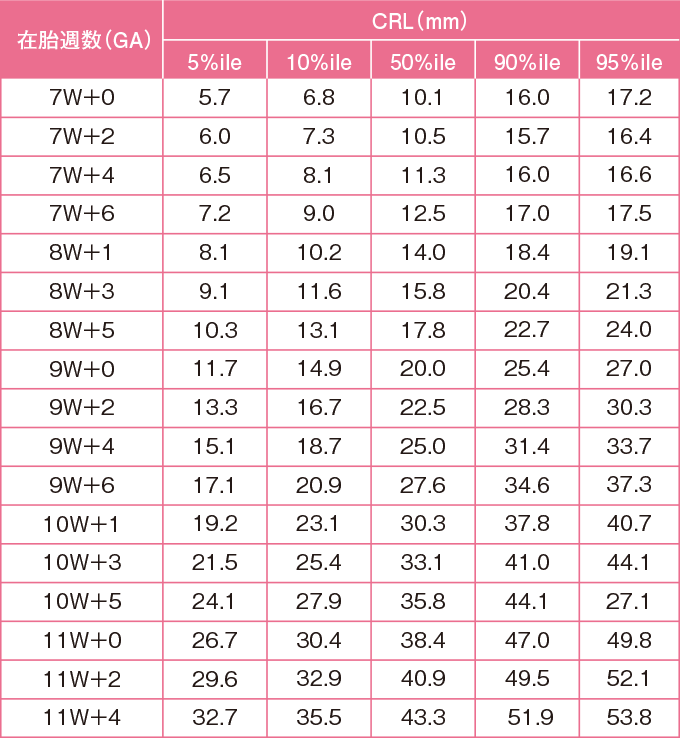 在胎週数（GA） CRL（mm）
5%ile 10%ile 50%ile 90%ile 95%ile
7W+0 5.7 6.8 10.1 16.0 17.2
7W+2 6.0 7.3 10.5 15.7 16.4
7W+4 6.5 8.1 11.3 16.0 16.6
7W+6 7.2 9.0 12.5 17.0 17.5
8W+1 8.1 10.2 14.0 18.4 19.1
8W+3 9.1 11.6 15.8 20.4 21.3
8W+5 10.3 13.1 17.8 22.7 24.0
9W+0 11.7 14.9 20.0 25.4 27.0
9W+2 13.3 16.7 22.5 28.3 30.3
9W+4 15.1 18.7 25.0 31.4 33.7
9W+6 17.1 20.9 27.6 34.6 37.3
10W+1 19.2 23.1 30.3 37.8 40.7
10W+3 21.5 25.4 33.1 41.0 44.1
10W+5 24.1 27.9 35.8 44.1 27.1
11W+0 26.7 30.4 38.4 47.0 49.8
11W+2 29.6 32.9 40.9 49.5 52.1
11W+4 32.7 35.5 43.3 51.9 53.8